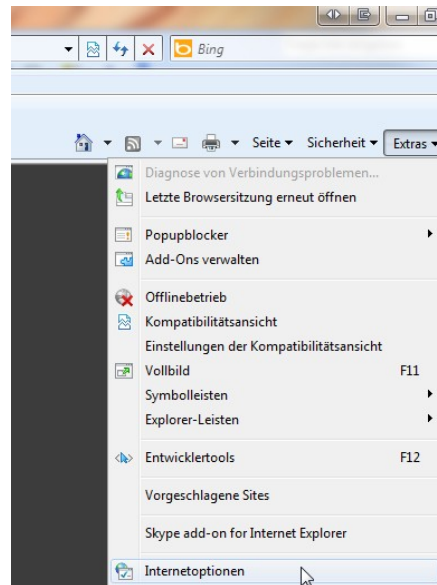 Bing
Seite Sicherheit Extras
Diagnose von Verbindungsproblemen...
Letzte Browsersitzung erneut öffnen
Popupblocker
Add-Ons verwalten
Offlinebetrieb
Kompatibilitätsansicht
Einstellungen der Kompatibilitätsansicht
Vollbild F11
Symbolleisten
Explorer-Leisten
Entwicklertools F12
Vorgeschlagene Sites
Skype add-on for Internet Explorer
Internetoptionen